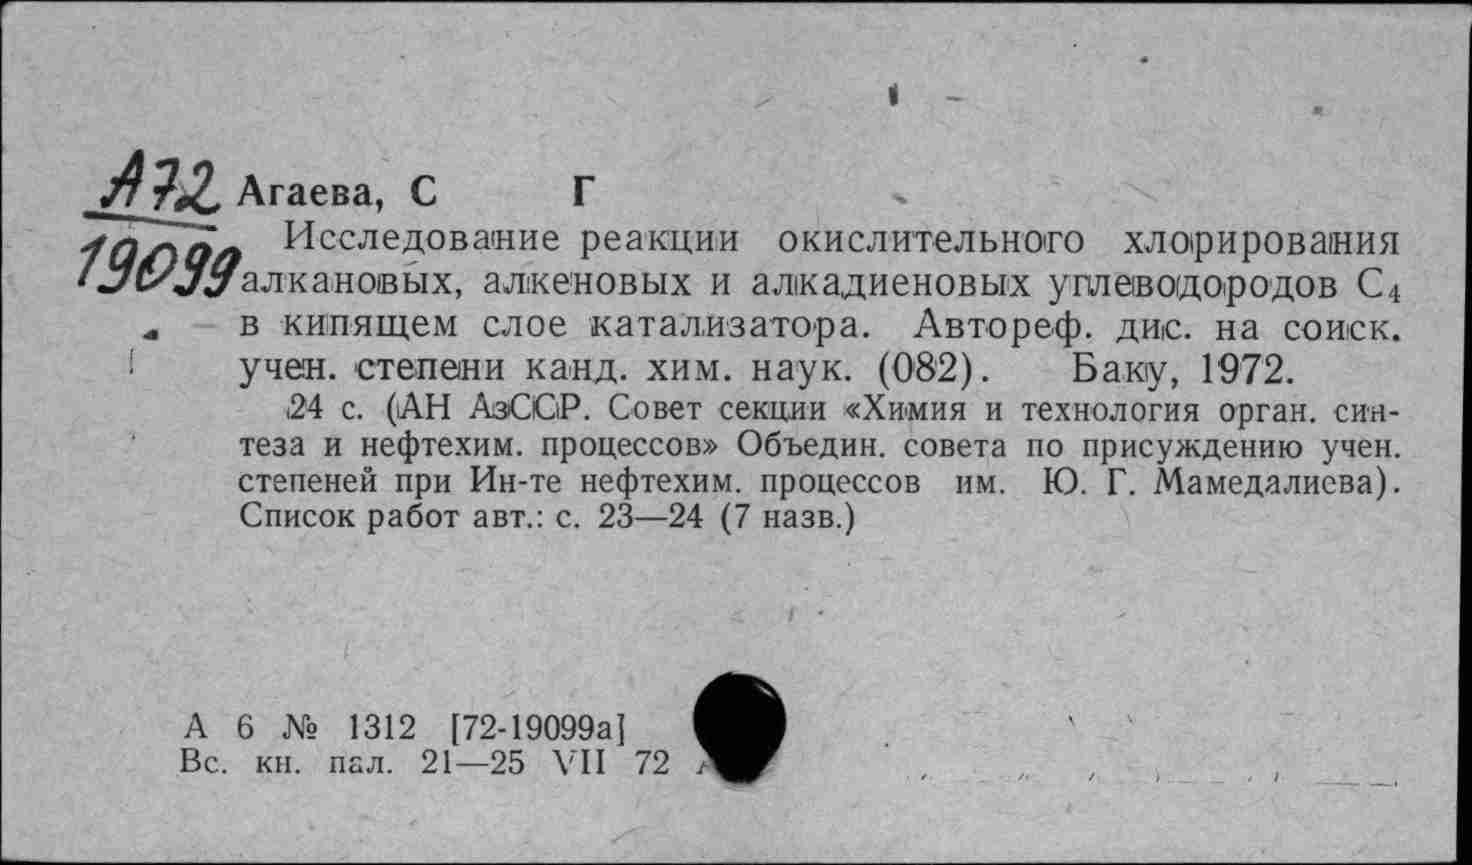 А72 Агаева, С Г
19099 Исследование реакции окислительного хлорирования
алкановых, алкеновых и алкадиеновых углеводородов С₄
в кипящем слое катализатора. Автореф. дис. на соиск.
учен. степени канд. хим. наук. (082). Баку, 1972.
24 с. (АН АзССР. Совет секции «Химия и технология орган. син-
теза и нефтехим. процессов» Объедин. совета по присуждению учен.
степеней при Ин-те нефтехим. процессов им. Ю. Г. Мамедалиева).
Список работ авт.: с. 23—24 (7 назв.)
А 6 № 1312 [72-19099а]
Вс. кн. пал. 21—25 VII 72